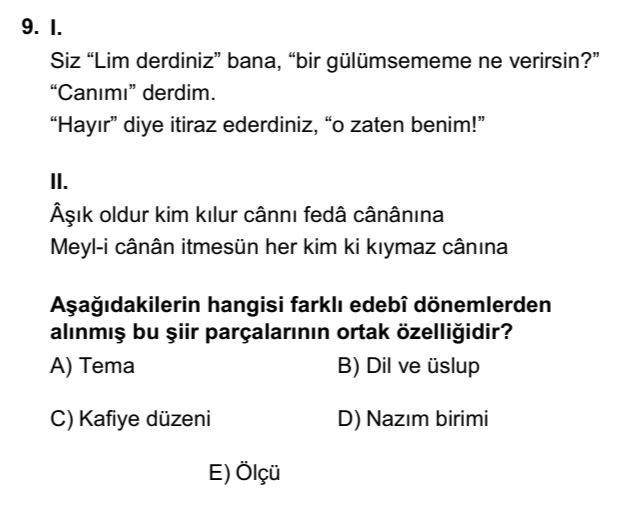 9. I.
Siz “Lim derdiniz” bana, “bir gülümsememe ne verirsin?”
“Canımı” derdim.
“Hayır” diye itiraz ederdiniz, “o zaten benim!”
II.
Âşık oldur kim kılur cânnı fedâ cânânına
Meyl-i cânân itmesün her kim ki kıymaz cânına
Aşağıdakilerin hangisi farklı edebî dönemlerden
alınmış bu şiir parçalarının ortak özelliğidir?
A) Tema B) Dil ve üslup
C) Kafiye düzeni D) Nazım birimi
E) Ölçü